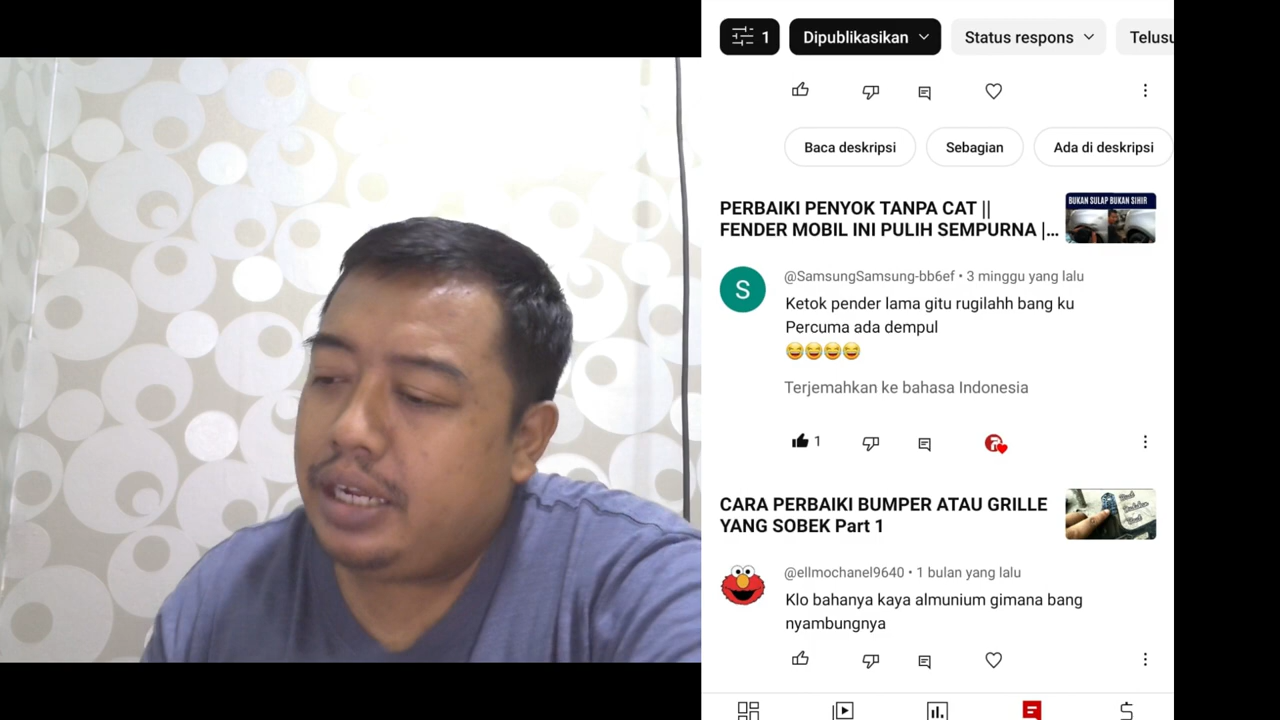 1
Dipublikasikan
Status respons
Telusu
Baca deskripsi
Sebagian
Ada di deskripsi
PERBAIKI PENYOK TANPA CAT ||
FENDER MOBIL INI PULIH SEMPURNA |...
BUKAN SULAP BUKAN SIHIR
@SamsungSamsung-bb6ef • 3 minggu yang lalu
S
Ketok pender lama gitu rugilahh bang ku
Percuma ada dempul
😂😂😂😂
Terjemahkan ke bahasa Indonesia
1
CARA PERBAIKI BUMPER ATAU GRILLE
YANG SOBEK Part 1
@ellmochanel9640 • 1 bulan yang lalu
Klo bahanya kaya almunium gimana bang
nyambungnya